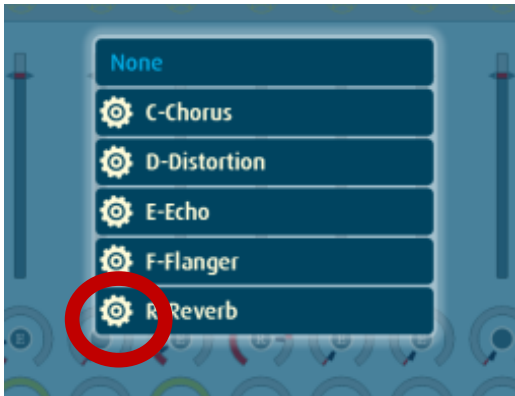 None
C-Chorus
D-Distortion
E-Echo
F-Flanger
R-Reverb
E
E
R
E
E